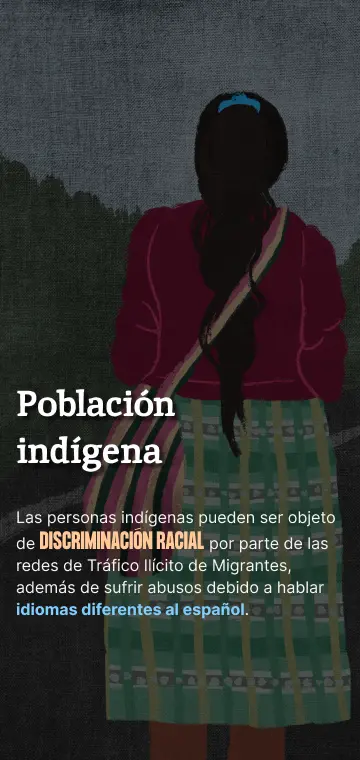 Población
indígena
Las personas indígenas pueden ser objeto
de DISCRIMINACIÓN RACIAL por parte de las
redes de Tráfico Ilícito de Migrantes,
además de sufrir abusos debido a hablar
idiomas diferentes al español.